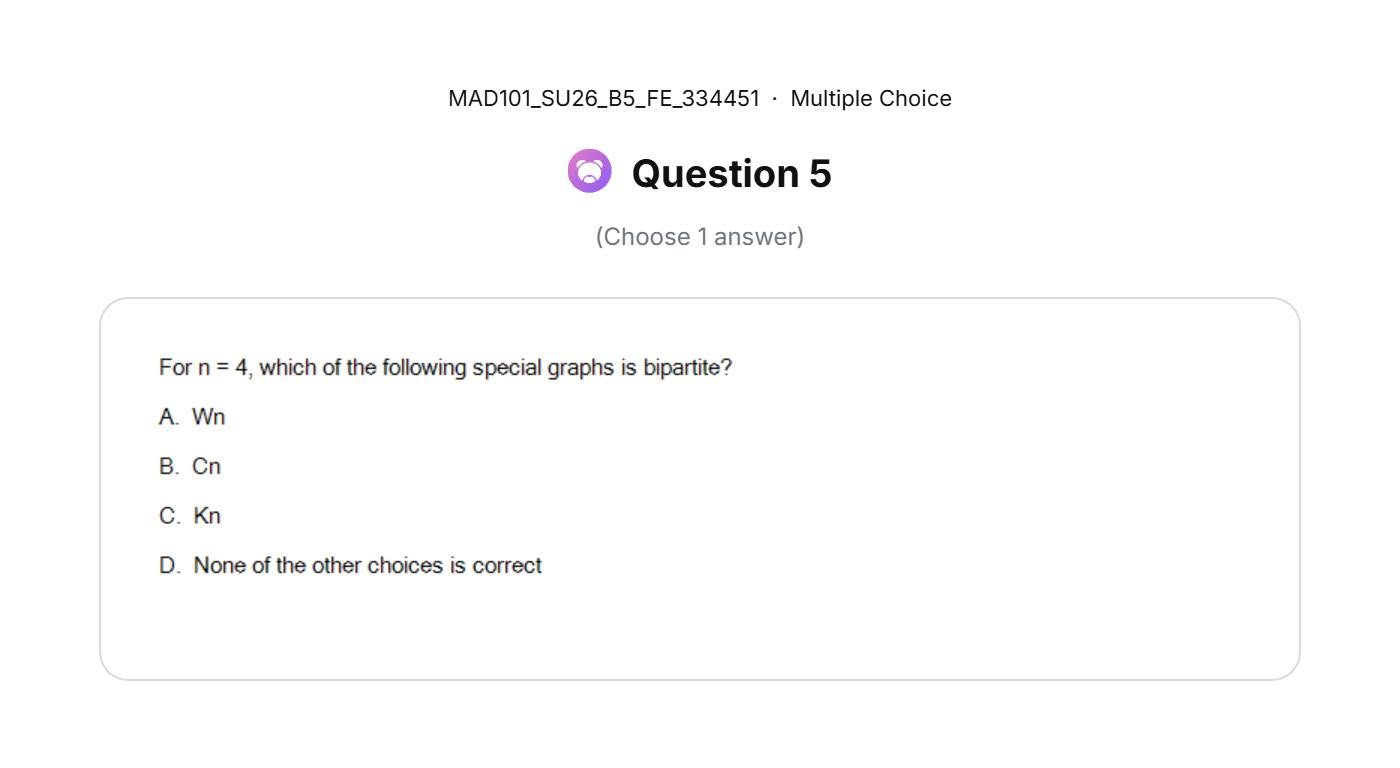 MAD101_SU26_B5_FE_334451 · Multiple Choice
Question 5
(Choose 1 answer)
For n = 4, which of the following special graphs is bipartite?
A. Wn
B. Cn
C. Kn
D. None of the other choices is correct